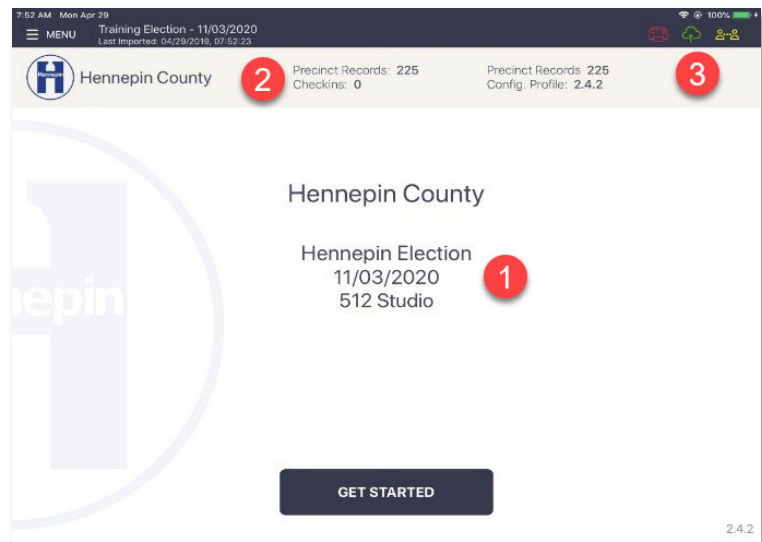 7:52 AM Mon Apr 29
100%
MENU
Training Election - 11/03/2020
Last Imported: 04/29/2019, 07:52:23
Hennepin
Hennepin County
2
Precinct Records: 225
Checkins: 0
Precinct Records 225
Config. Profile: 2.4.2
3
Hennepin County
Hennepin Election
11/03/2020
512 Studio
1
nepin
GET STARTED
2.4.2